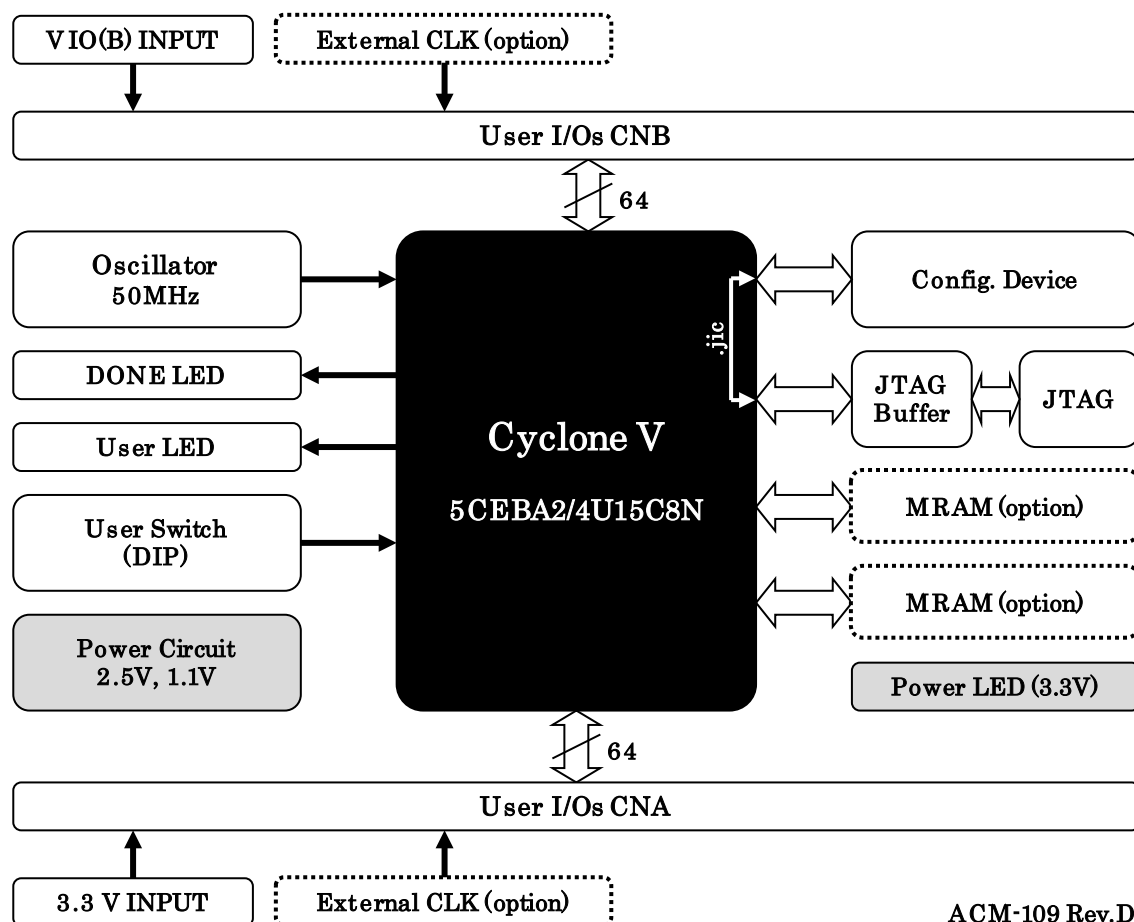 VIO(B) INPUT
External CLK (option)
User I/Os CNB
64
Oscillator
50MHz
Config. Device
.jic
DONE LED
JTAG
Buffer
JTAG
User LED
Cyclone V
5CEBA2/4U15C8N
MRAM (option)
User Switch
(DIP)
MRAM (option)
Power Circuit
2.5V, 1.1V
Power LED (3.3V)
64
User I/Os CNA
3.3 V INPUT
External CLK (option)
ACM-109 Rev.D